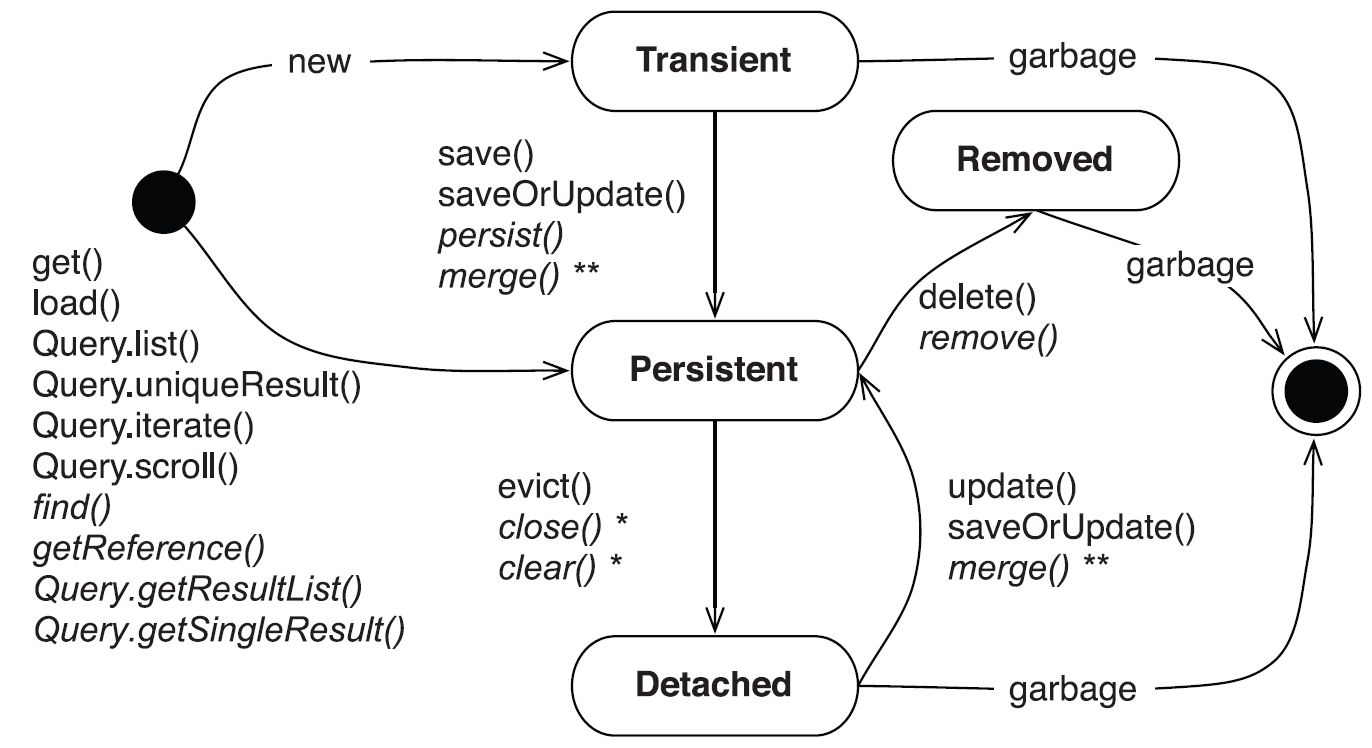 new
Transient
garbage
save()
saveOrUpdate()
persist()
merge() **
Removed
garbage
get()
load()
Query.list()
Query.uniqueResult()
Query.iterate()
Query.scroll()
find()
getReference()
Query.getResultList()
Query.getSingleResult()
delete()
remove()
Persistent
evict()
close() *
clear() *
update()
saveOrUpdate()
merge() **
Detached
garbage